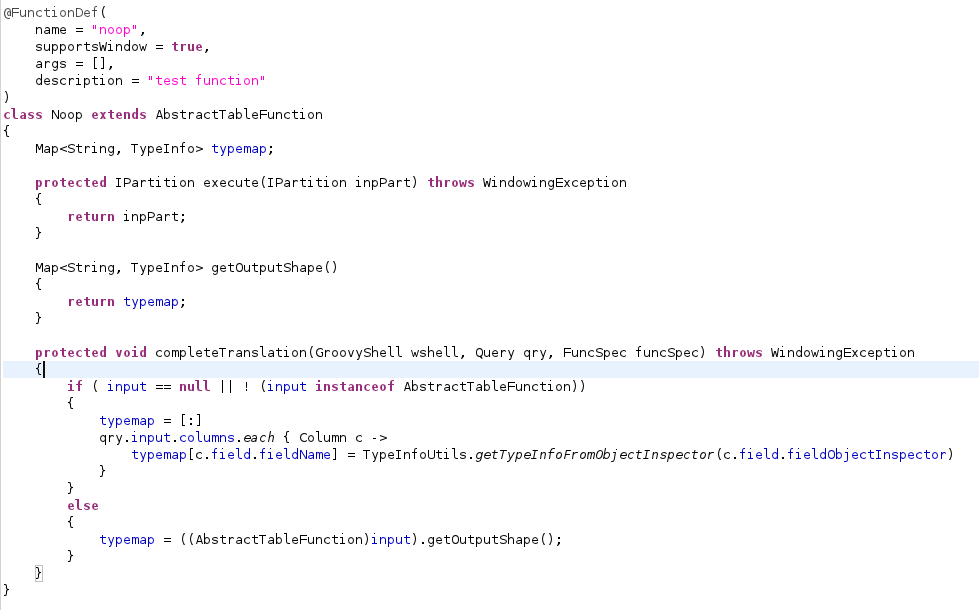 @FunctionDef(
    name = "noop",
    supportsWindow = true,
    args = [],
    description = "test function"
)
class Noop extends AbstractTableFunction
{
    Map<String, TypeInfo> typemap;

    protected IPartition execute(IPartition inpPart) throws WindowingException
    {
        return inpPart;
    }

    Map<String, TypeInfo> getOutputShape()
    {
        return typemap;
    }

    protected void completeTranslation(GroovyShell wshell, Query qry, FuncSpec funcSpec) throws WindowingException
    {
        if ( input == null || ! (input instanceof AbstractTableFunction))
        {
            typemap = [:]
            qry.input.columns.each { Column c ->
                typemap[c.field.fieldName] = TypeInfoUtils.getTypeInfoFromObjectInspector(c.field.fieldObjectInspector)
            }
        }
        else
        {
            typemap = ((AbstractTableFunction)input).getOutputShape();
        }
    }
}